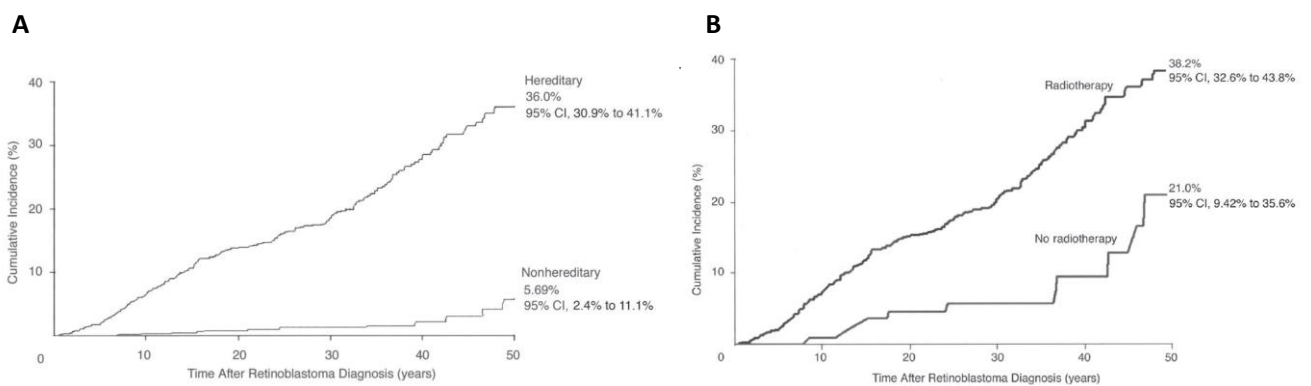 A
40
30
20
10
0
10
20
30
40
50
Cumulative Incidence (%)
Time After Retinoblastoma Diagnosis (years)
Hereditary
36.0%
95% CI, 30.9% to 41.1%
Nonhereditary
5.69%
95% CI, 2.4% to 11.1%
B
40
30
20
10
0
10
20
30
40
50
Cumulative Incidence (%)
Time After Retinoblastoma Diagnosis (years)
Radiotherapy
38.2%
95% CI, 32.6% to 43.8%
No radiotherapy
21.0%
95% CI, 9.42% to 35.6%